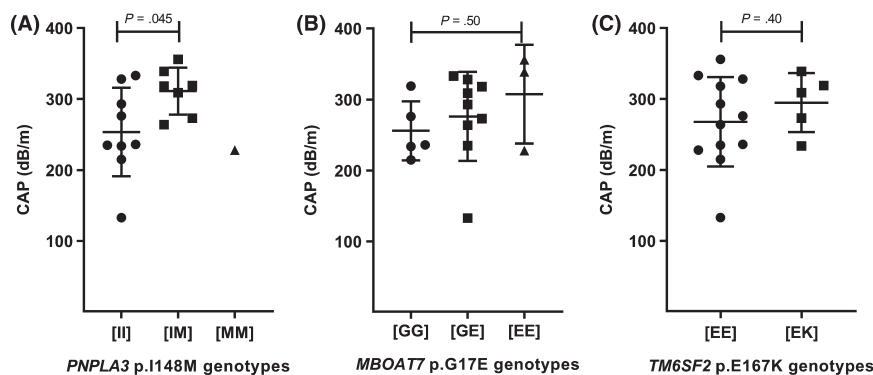 (A)
P = .045
CAP (dB/m)
400
300
200
100
[II] [IM] [MM]
PNPLA3 p.I148M genotypes
(B)
P = .50
CAP (dB/m)
400
300
200
100
[GG] [GE] [EE]
MBOAT7 p.G17E genotypes
(C)
P = .40
CAP (dB/m)
400
300
200
100
[EE] [EK]
TM6SF2 p.E167K genotypes